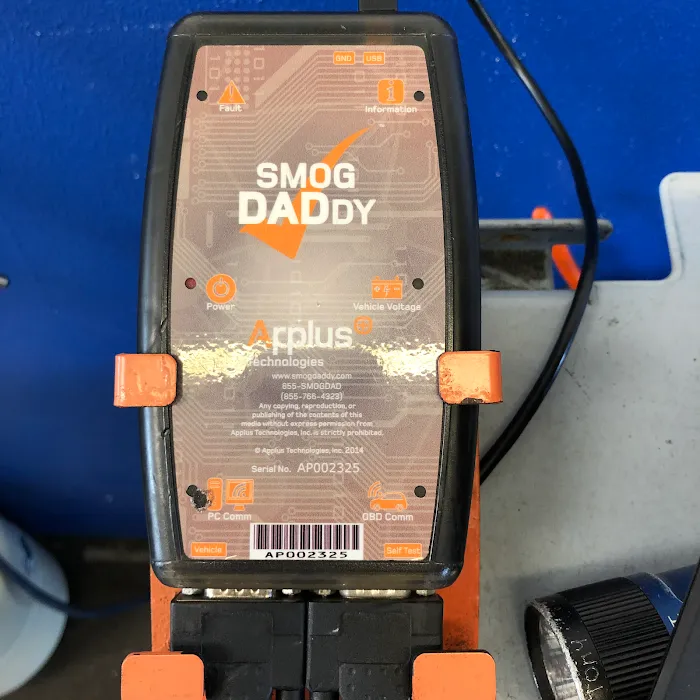 GND USB
Fault
Information
SMOG
DADDY
Power
Vehicle Voltage
Applus
Technologies
www.smogdaddy.com
855-SMOGDAD
(855-766-4323)
Any copying, reproduction, or
publishing of the contents of this
media without express permission from
Applus Technologies, Inc. is strictly prohibited.
© Applus Technologies, Inc. 2014
Serial No. AP002325
PC Comm
OBD Comm
Vehicle
Self Test
AP002325